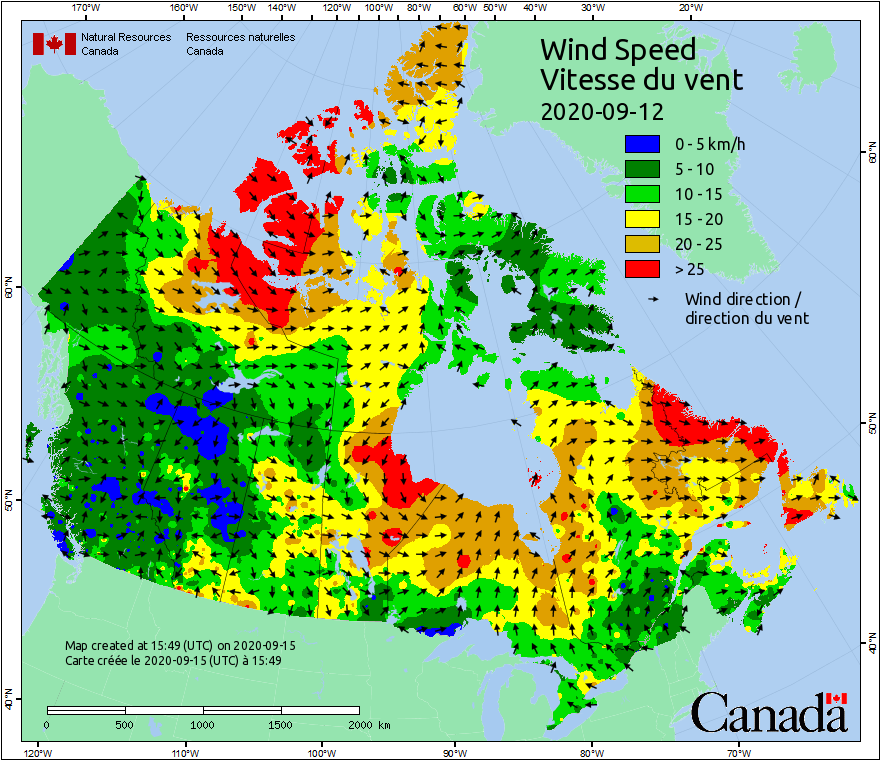 170°W 160°W 150°W 140°W 120°W 100°W 80°W 60°W 50°W 40°W 30°W 20°W
Natural Resources Ressources naturelles
Canada Canada
Wind Speed
Vitesse du vent
2020-09-12
0 - 5 km/h
5 - 10
10 - 15
15 - 20
20 - 25
> 25
Wind direction /
direction du vent
60°N
60°N
50°N
50°N
40°N
40°N
Map created at 15:49 (UTC) on 2020-09-15
Carte créée le 2020-09-15 (UTC) à 15:49
0 500 1000 1500 2000 km
Canada
120°W 110°W 100°W 90°W 80°W 70°W